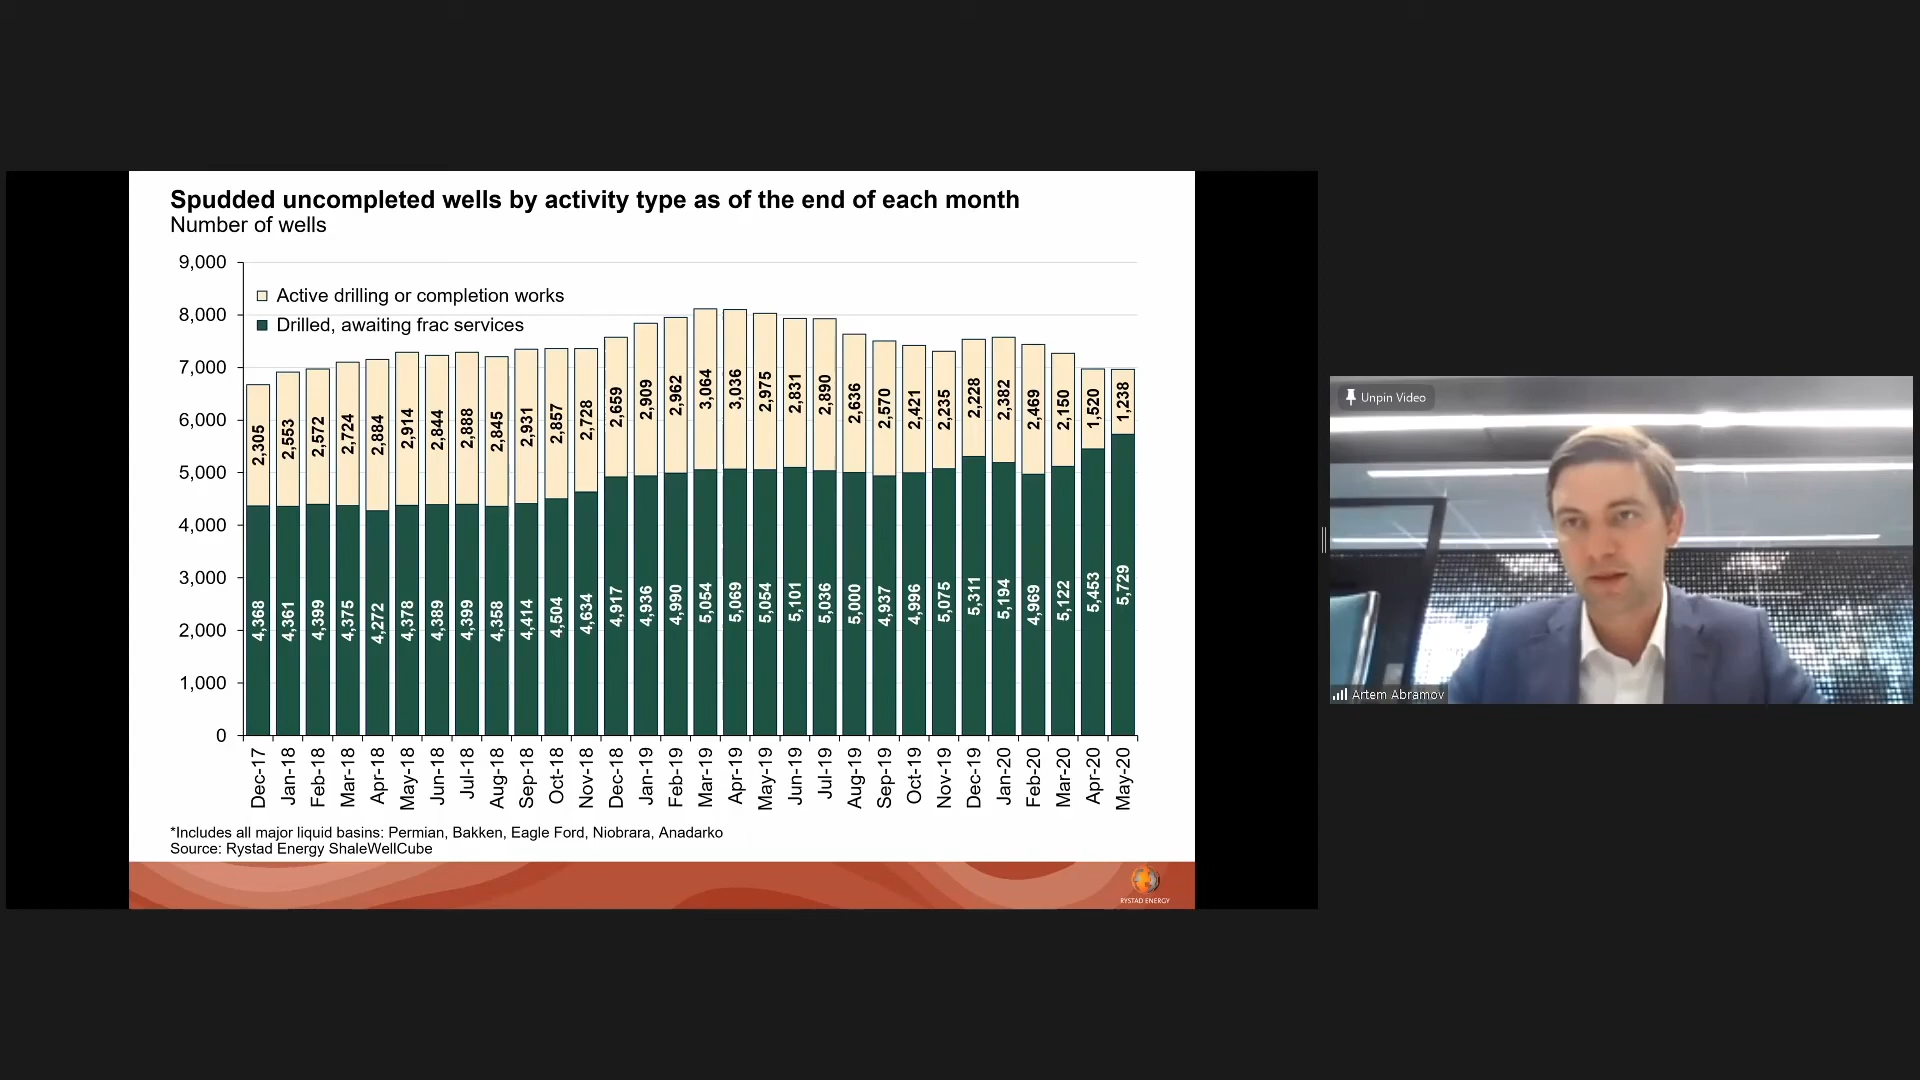 Spudded uncompleted wells by activity type as of the end of each month
Number of wells
9,000
8,000
7,000
6,000
5,000
4,000
3,000
2,000
1,000
0
Active drilling or completion works
Drilled, awaiting frac services
2,305 2,553 2,572 2,724 2,884 2,914 2,844 2,888 2,845 2,931 2,857 2,728 2,659 2,909 2,962 3,064 3,036 2,975 2,831 2,890 2,636 2,570 2,421 2,235 2,228 2,382 2,469 2,150 1,520 1,238
4,368 4,361 4,399 4,375 4,272 4,378 4,389 4,399 4,358 4,414 4,504 4,634 4,917 4,936 4,990 5,054 5,069 5,054 5,101 5,036 5,000 4,937 4,996 5,075 5,311 5,194 4,969 5,122 5,453 5,729
Dec-17 Jan-18 Feb-18 Mar-18 Apr-18 May-18 Jun-18 Jul-18 Aug-18 Sep-18 Oct-18 Nov-18 Dec-18 Jan-19 Feb-19 Mar-19 Apr-19 May-19 Jun-19 Jul-19 Aug-19 Sep-19 Oct-19 Nov-19 Dec-19 Jan-20 Feb-20 Mar-20 Apr-20 May-20
*Includes all major liquid basins: Permian, Bakken, Eagle Ford, Niobrara, Anadarko
Source: Rystad Energy ShaleWellCube
RYSTAD ENERGY
Unpin Video
Artem Abramov